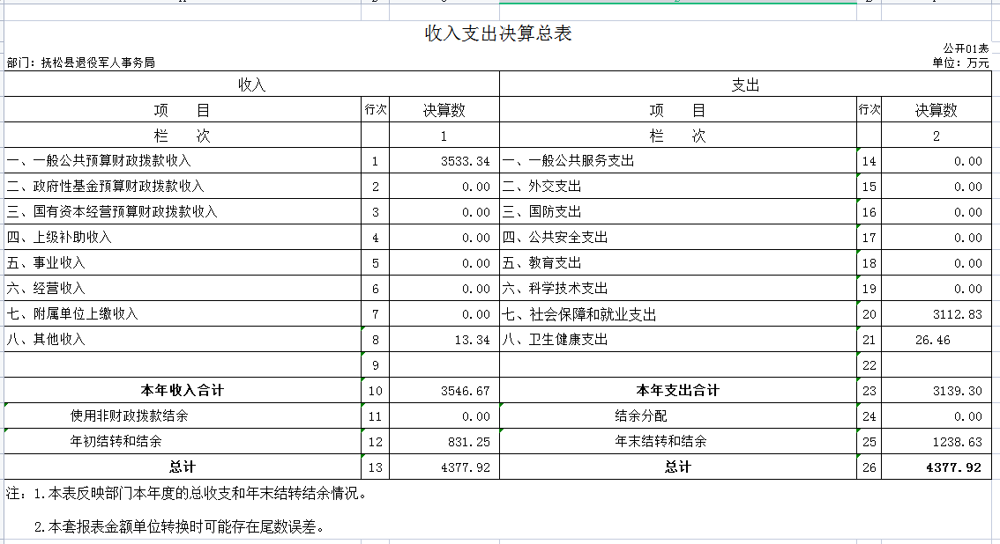 收入支出决算总表
公开01表
部门：抚松县退役军人事务局 单位：万元
收入 支出
项 目 行次 决算数 项 目 行次 决算数
栏 次 1 栏 次 2
一、一般公共预算财政拨款收入 1 3533.34 一、一般公共服务支出 14 0.00
二、政府性基金预算财政拨款收入 2 0.00 二、外交支出 15 0.00
三、国有资本经营预算财政拨款收入 3 0.00 三、国防支出 16 0.00
四、上级补助收入 4 0.00 四、公共安全支出 17 0.00
五、事业收入 5 0.00 五、教育支出 18 0.00
六、经营收入 6 0.00 六、科学技术支出 19 0.00
七、附属单位上缴收入 7 0.00 七、社会保障和就业支出 20 3112.83
八、其他收入 8 13.34 八、卫生健康支出 21 26.46
9 22
本年收入合计 10 3546.67 本年支出合计 23 3139.30
使用非财政拨款结余 11 0.00 结余分配 24 0.00
年初结转和结余 12 831.25 年末结转和结余 25 1238.63
总计 13 4377.92 总计 26 4377.92
注：1.本表反映部门本年度的总收支和年末结转结余情况。
2.本套报表金额单位转换时可能存在尾数误差。